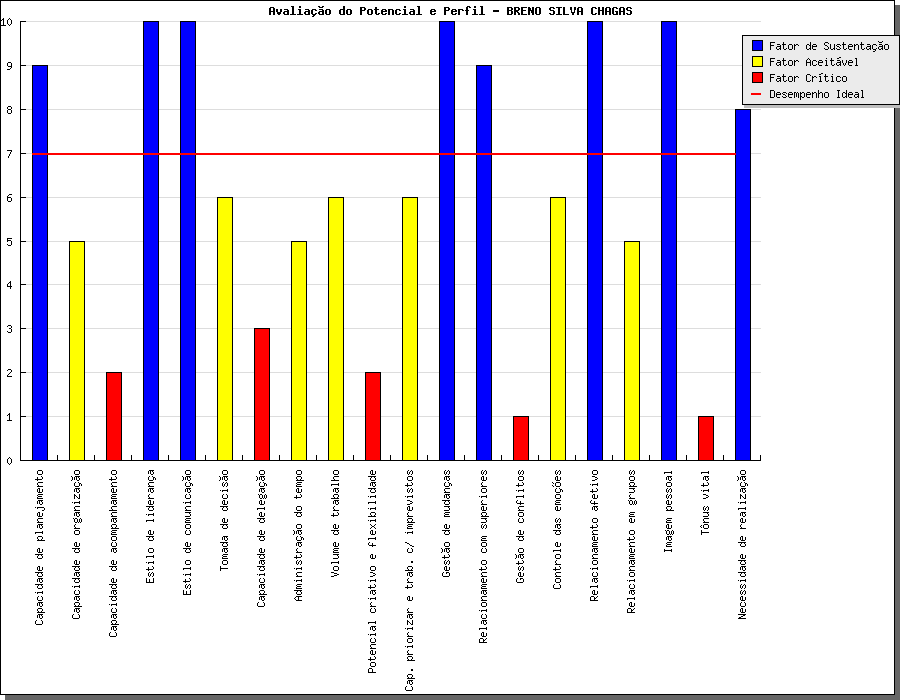 Avaliação do Potencial e Perfil - BRENO SILVA CHAGAS
Fator de Sustentação
Fator Aceitável
Fator Crítico
Desempenho Ideal
10
9
8
7
6
5
4
3
2
1
0
Capacidade de planejamento
Capacidade de organização
Capacidade de acompanhamento
Estilo de liderança
Estilo de comunicação
Tomada de decisão
Capacidade de delegação
Administração do tempo
Volume de trabalho
Potencial criativo e flexibilidade
Cap. priorizar e trab. c/ imprevistos
Gestão de mudanças
Relacionamento com superiores
Gestão de conflitos
Controle das emoções
Relacionamento afetivo
Relacionamento em grupos
Imagem pessoal
Tônus vital
Necessidade de realização